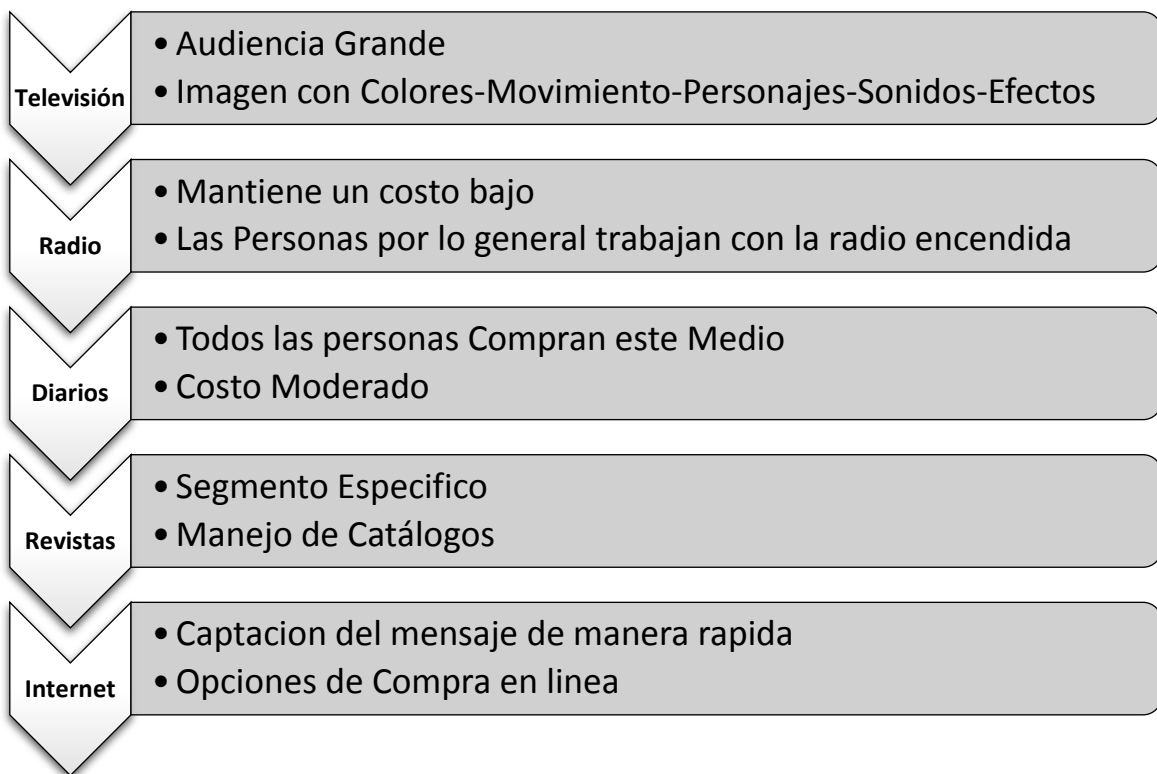 Televisión
• Audiencia Grande
• Imagen con Colores-Movimiento-Personajes-Sonidos-Efectos
Radio
• Mantiene un costo bajo
• Las Personas por lo general trabajan con la radio encendida
Diarios
• Todos las personas Compran este Medio
• Costo Moderado
Revistas
• Segmento Especifico
• Manejo de Catálogos
Internet
• Captacion del mensaje de manera rapida
• Opciones de Compra en linea